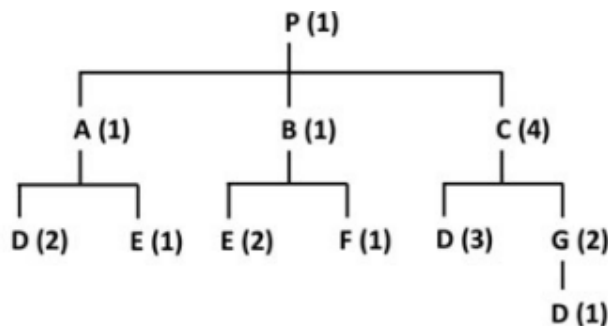 P (1)
A (1) B (1) C (4)
D (2) E (1) E (2) F (1) D (3) G (2)
D (1)